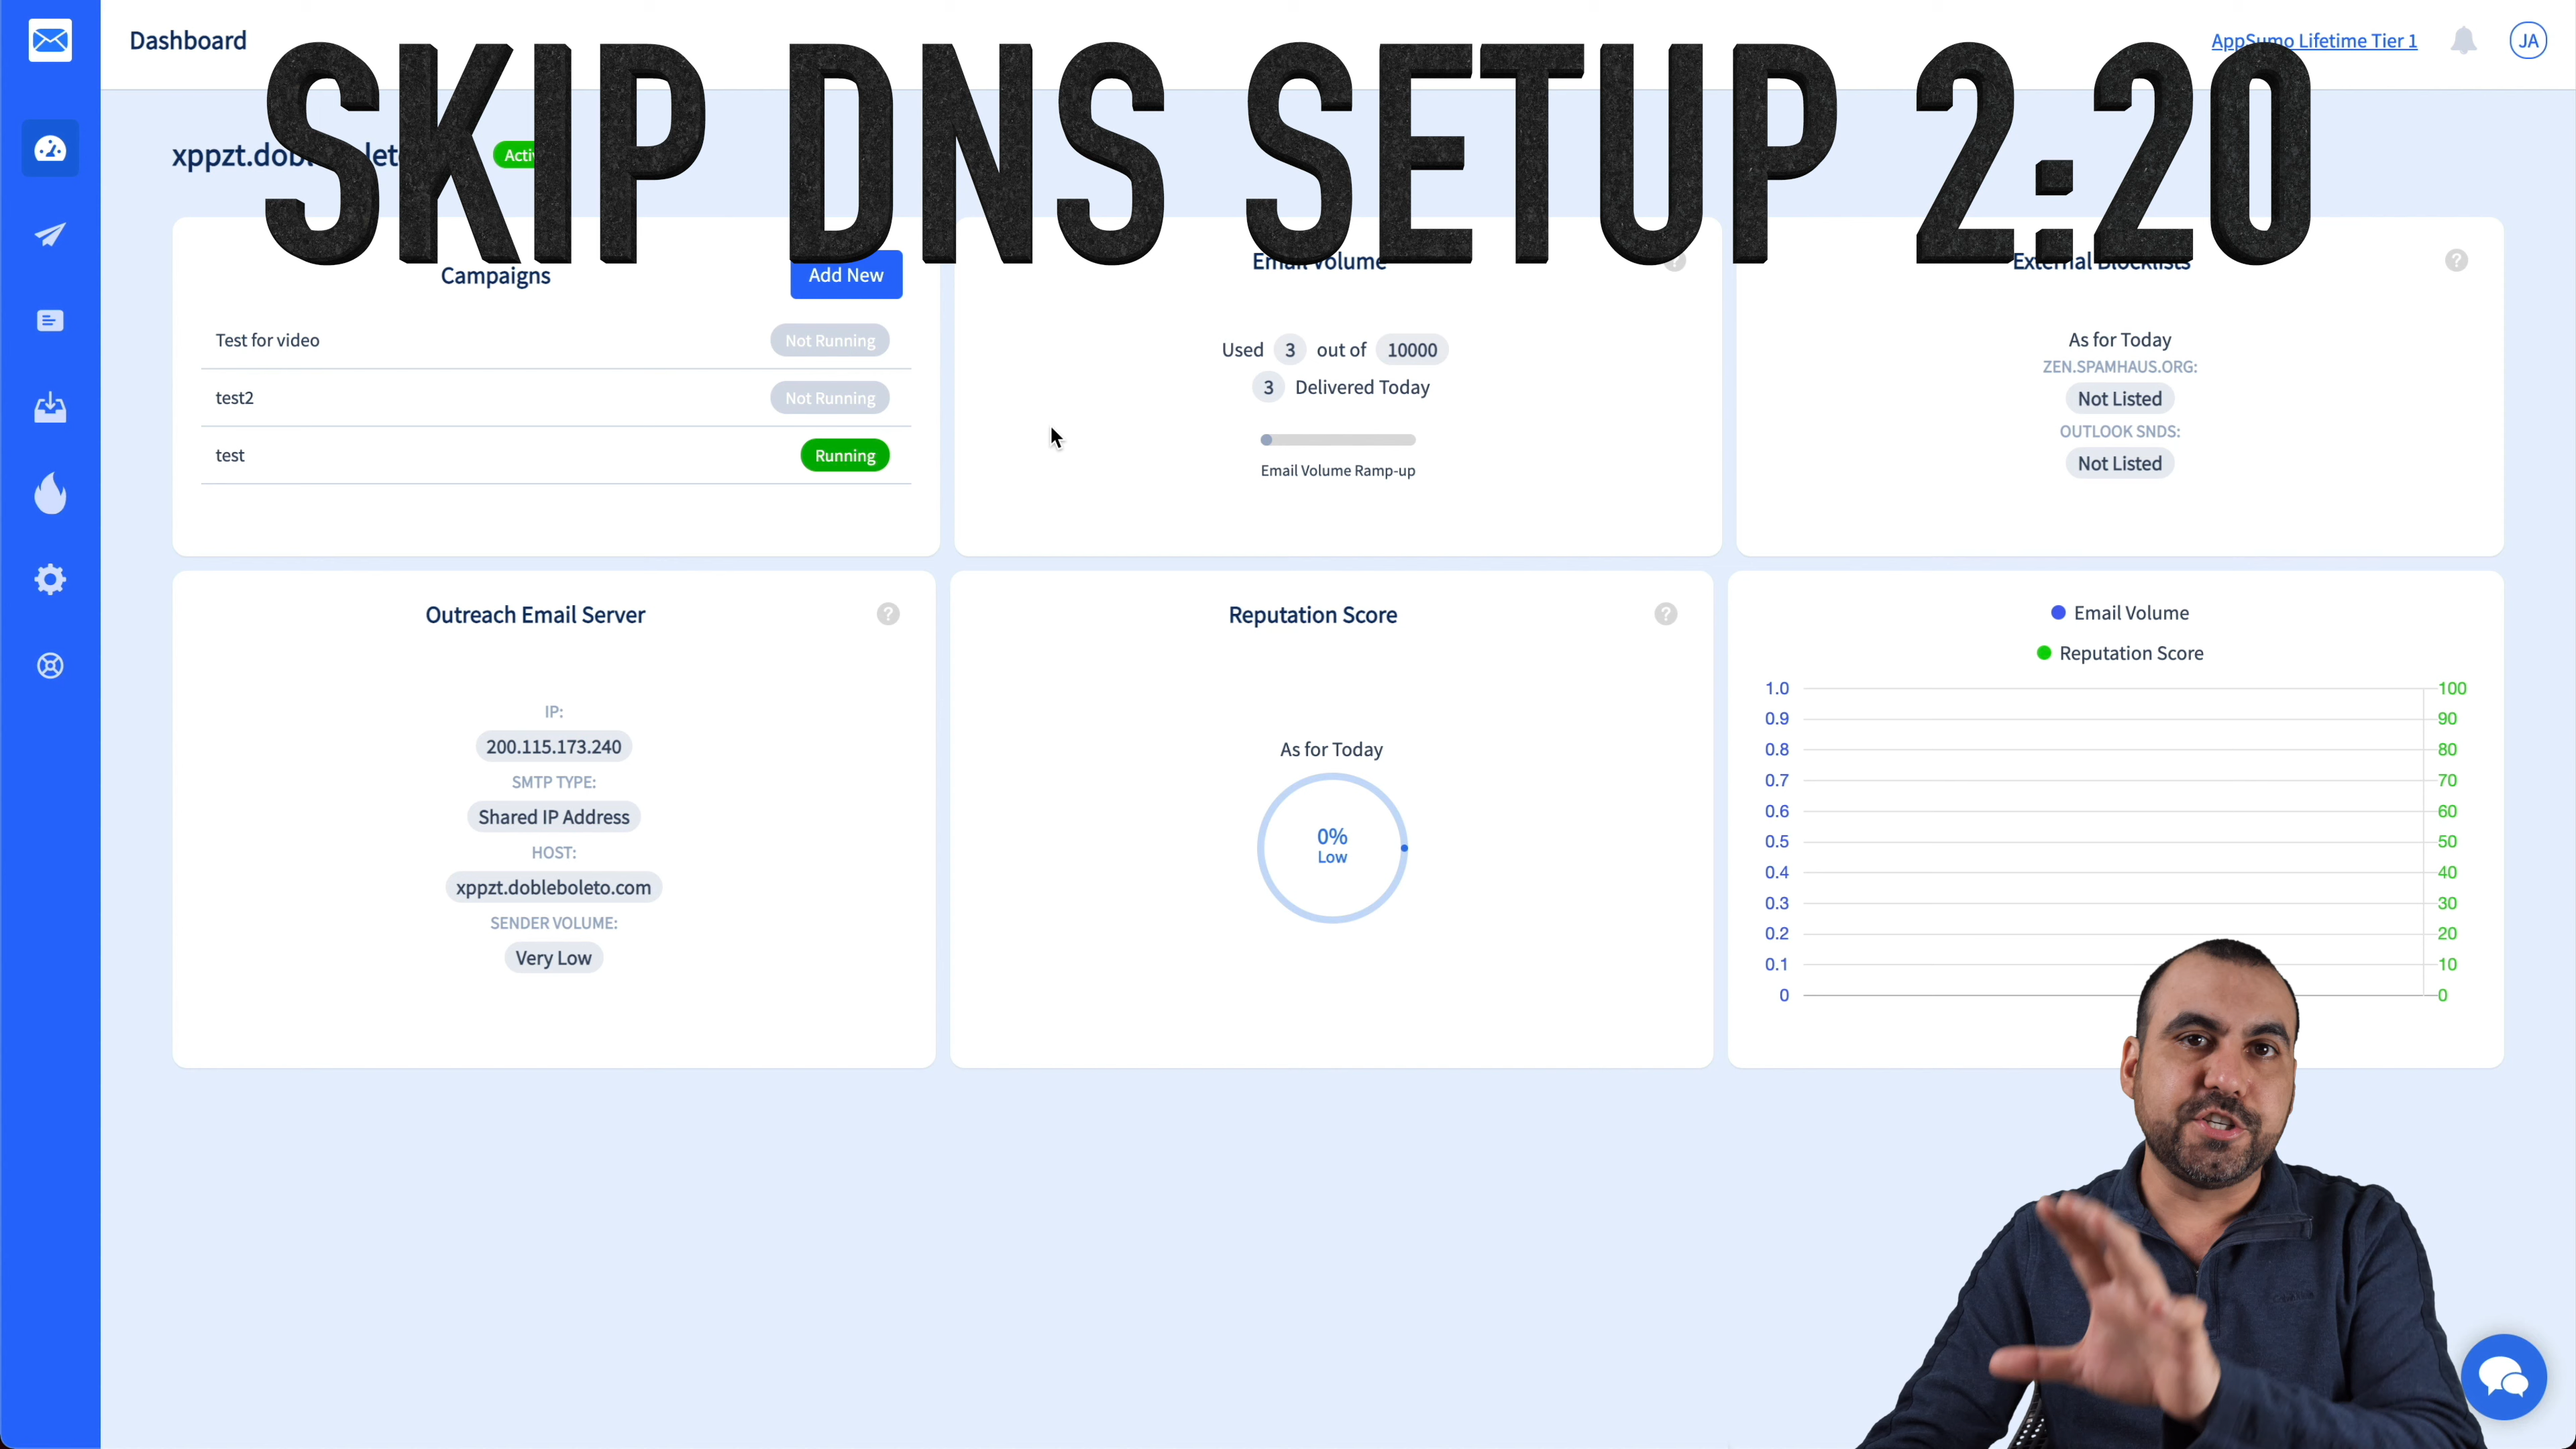 Dashboard
AppSumo Lifetime Tier 1
JA
SKIP DNS SETUP 2:20
Campaigns
Add New
Test for video
Not Running
test2
Not Running
test
Running
Email Volume
Used 3 out of 10000
3 Delivered Today
Email Volume Ramp-up
External Blocklists
As for Today
ZEN.SPAMHAUS.ORG:
Not Listed
OUTLOOK SNDS:
Not Listed
Outreach Email Server
IP:
200.115.173.240
SMTP TYPE:
Shared IP Address
HOST:
xppzt.dobleboleto.com
SENDER VOLUME:
Very Low
Reputation Score
As for Today
0%
Low
Email Volume
Reputation Score
1.0 100
0.9 90
0.8 80
0.7 70
0.6 60
0.5 50
0.4 40
0.3 30
0.2 20
0.1 10
0 0